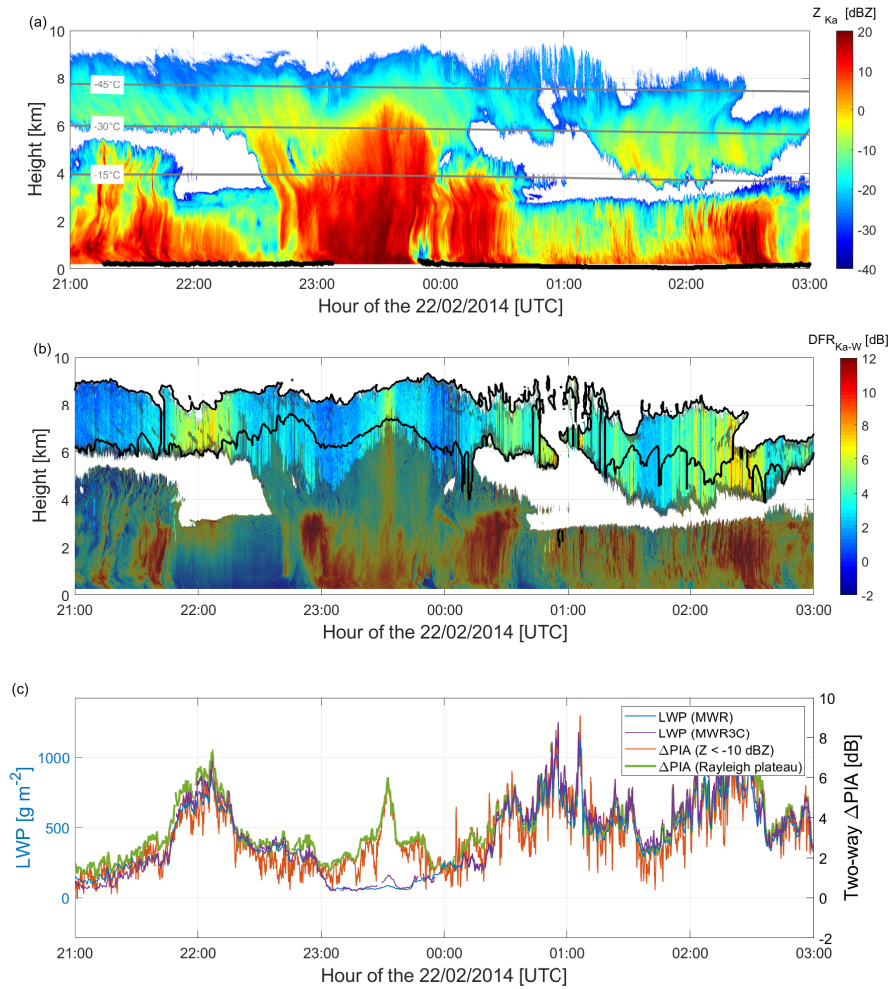 (a)
Z Ka [dBZ]
10
8
6
4
2
0
Height [km]
-45°C
-30°C
-15°C
20
10
0
-10
-20
-30
-40
21:00 22:00 23:00 00:00 01:00 02:00 03:00
Hour of the 22/02/2014 [UTC]
(b)
DFR Ka-W [dB]
10
8
6
4
2
0
Height [km]
12
10
8
6
4
2
0
-2
21:00 22:00 23:00 00:00 01:00 02:00 03:00
Hour of the 22/02/2014 [UTC]
(c)
LWP (MWR)
LWP (MWR3C)
ΔPIA (Z < -10 dBZ)
ΔPIA (Rayleigh plateau)
1000
500
0
LWP [g m⁻²]
10
8
6
4
2
0
-2
Two-way ΔPIA [dB]
21:00 22:00 23:00 00:00 01:00 02:00 03:00
Hour of the 22/02/2014 [UTC]